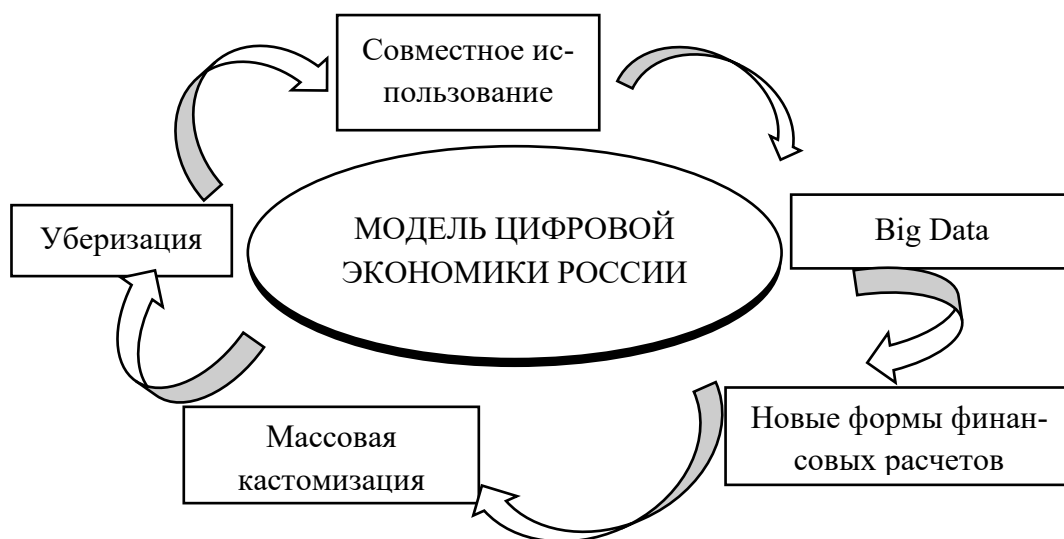 Совместное ис-
пользование
Уберизация
МОДЕЛЬ ЦИФРОВОЙ
ЭКОНОМИКИ РОССИИ
Big Data
Массовая
кастомизация
Новые формы финан-
совых расчетов